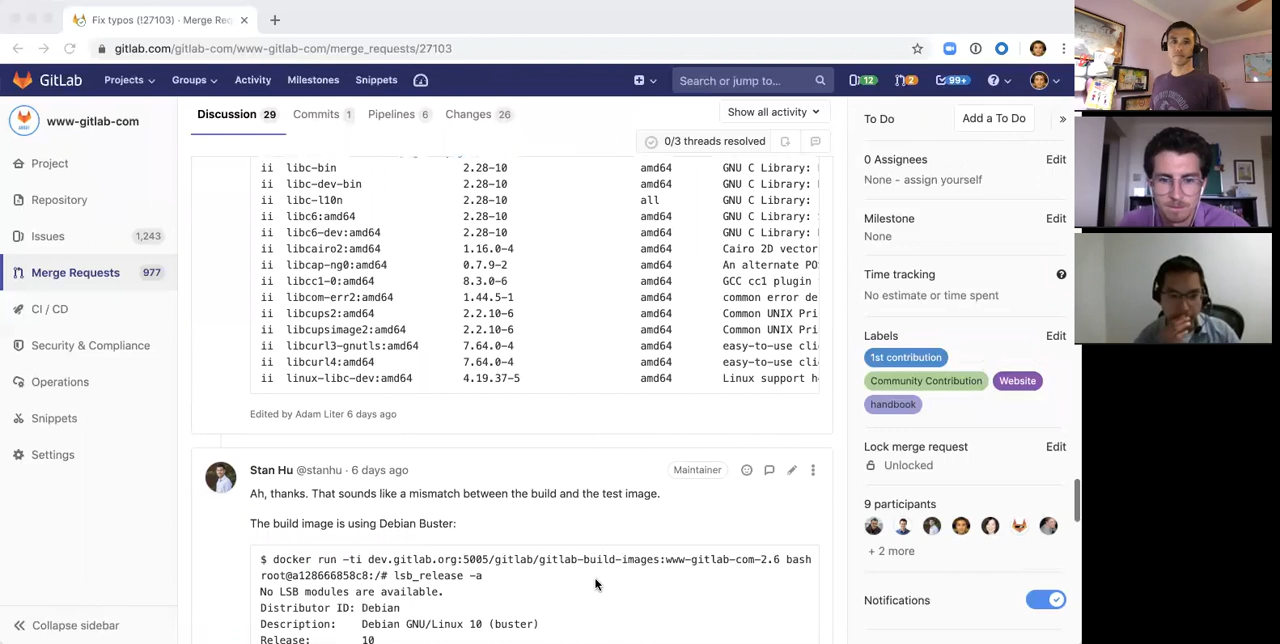 Fix typos (!27103) · Merge Req
gitlab.com/gitlab-com/www-gitlab-com/merge_requests/27103
GitLab Projects Groups Activity Milestones Snippets Search or jump to... 12 2 99+
www-gitlab-com
Project
Repository
Issues 1,243
Merge Requests 977
CI / CD
Security & Compliance
Operations
Snippets
Settings
Collapse sidebar
Discussion 29 Commits 1 Pipelines 6 Changes 26
Show all activity
0/3 threads resolved
ii libc-bin 2.28-10 amd64 GNU C Library:
ii libc-dev-bin 2.28-10 amd64 GNU C Library:
ii libc-l10n 2.28-10 all GNU C Library:
ii libc6:amd64 2.28-10 amd64 GNU C Library:
ii libc6-dev:amd64 2.28-10 amd64 GNU C Library:
ii libcairo2:amd64 1.16.0-4 amd64 Cairo 2D vector
ii libcap-ng0:amd64 0.7.9-2 amd64 An alternate PO
ii libcc1-0:amd64 8.3.0-6 amd64 GCC cc1 plugin
ii libcom-err2:amd64 1.44.5-1 amd64 common error de
ii libcups2:amd64 2.2.10-6 amd64 Common UNIX Pri
ii libcupsimage2:amd64 2.2.10-6 amd64 Common UNIX Pri
ii libcurl3-gnutls:amd64 7.64.0-4 amd64 easy-to-use cli
ii libcurl4:amd64 7.64.0-4 amd64 easy-to-use cli
ii linux-libc-dev:amd64 4.19.37-5 amd64 Linux support h
Edited by Adam Liter 6 days ago
Stan Hu @stanhu · 6 days ago Maintainer
Ah, thanks. That sounds like a mismatch between the build and the test image.
The build image is using Debian Buster:
$ docker run -ti dev.gitlab.org:5005/gitlab/gitlab-build-images:www-gitlab-com-2.6 bash
root@a128666858c8:/# lsb_release -a
No LSB modules are available.
Distributor ID: Debian
Description: Debian GNU/Linux 10 (buster)
Release: 10
To Do Add a To Do
0 Assignees Edit
None - assign yourself
Milestone Edit
None
Time tracking
No estimate or time spent
Labels Edit
1st contribution
Community Contribution Website
handbook
Lock merge request Edit
Unlocked
9 participants
+ 2 more
Notifications